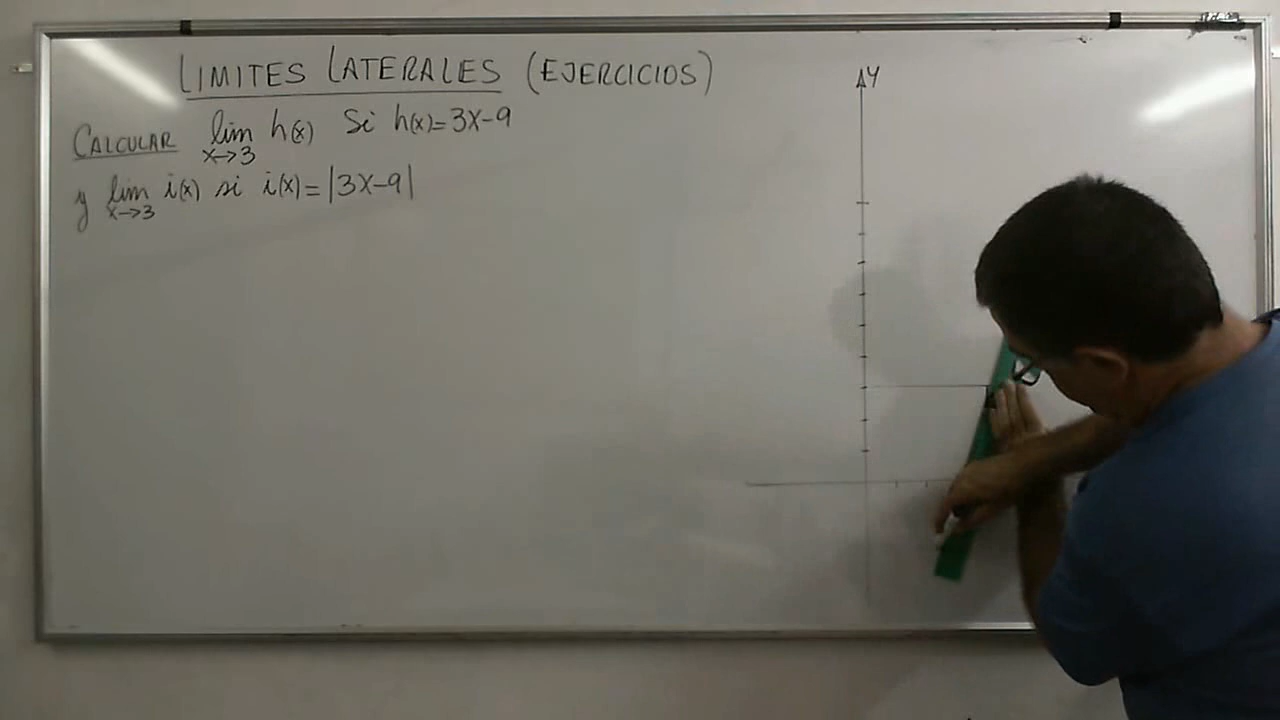 LIMITES LATERALES (EJERCICIOS)
CALCULAR lim h(x) Si h(x)=3X-9
x→3
y lim i(x) si i(x)=|3X-9|
x→3
Y